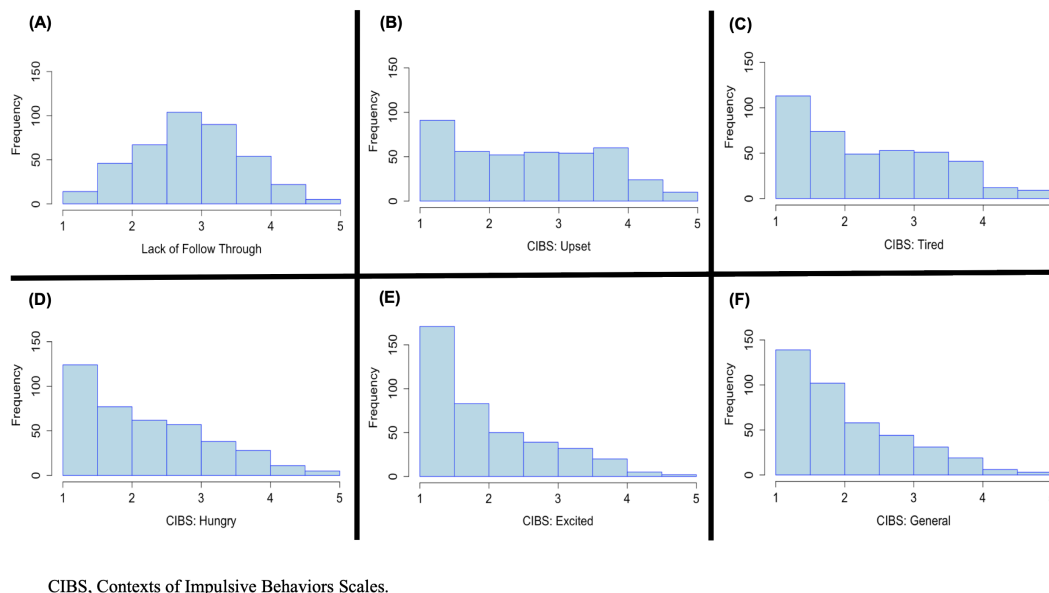 (A)
150
100
50
0
Frequency
1 2 3 4 5
Lack of Follow Through
(B)
150
100
50
0
Frequency
1 2 3 4 5
CIBS: Upset
(C)
150
100
50
0
Frequency
1 2 3 4
CIBS: Tired
(D)
150
100
50
0
Frequency
1 2 3 4 5
CIBS: Hungry
(E)
150
100
50
0
Frequency
1 2 3 4 5
CIBS: Excited
(F)
150
100
50
0
Frequency
1 2 3 4
CIBS: General
CIBS, Contexts of Impulsive Behaviors Scales.